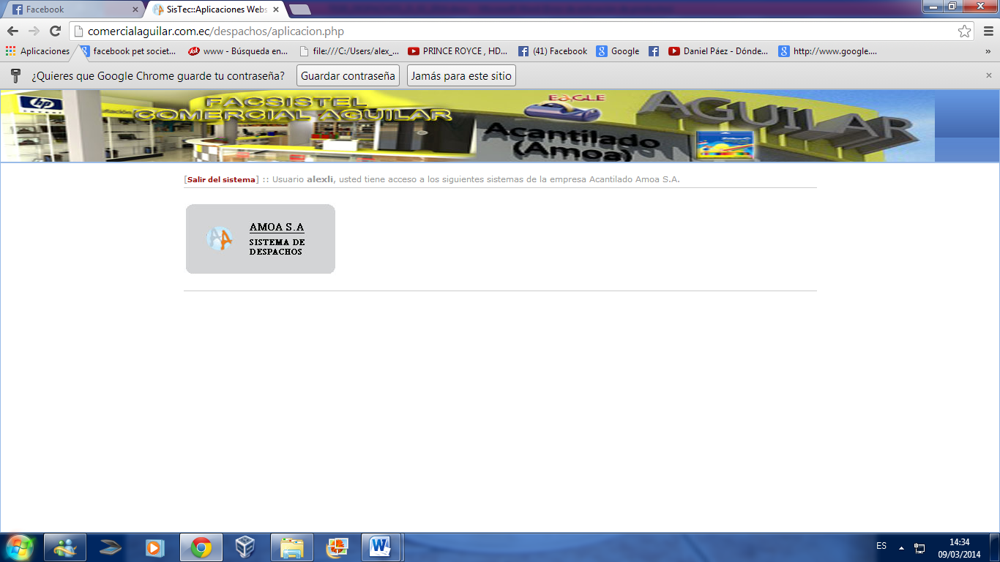 Facebook
SisTec::Aplicaciones Webs
comercialaguilar.com.ec/despachos/aplicacion.php
Aplicaciones facebook pet societ... www - Búsqueda en... file:///C:/Users/alex_... PRINCE ROYCE , HD... (41) Facebook Google Daniel Páez - Dónde... http://www.google.... »
¿Quieres que Google Chrome guarde tu contraseña? Guardar contraseña Jamás para este sitio
hp
FACSISTEL
COMERCIAL AGUILAR
EAGLE
AGUILAR
Acantilado
(Amoa)
[Salir del sistema] :: Usuario alexli, usted tiene acceso a los siguientes sistemas de la empresa Acantilado Amoa S.A.
AMOA S.A
SISTEMA DE
DESPACHOS
ES
14:34
09/03/2014